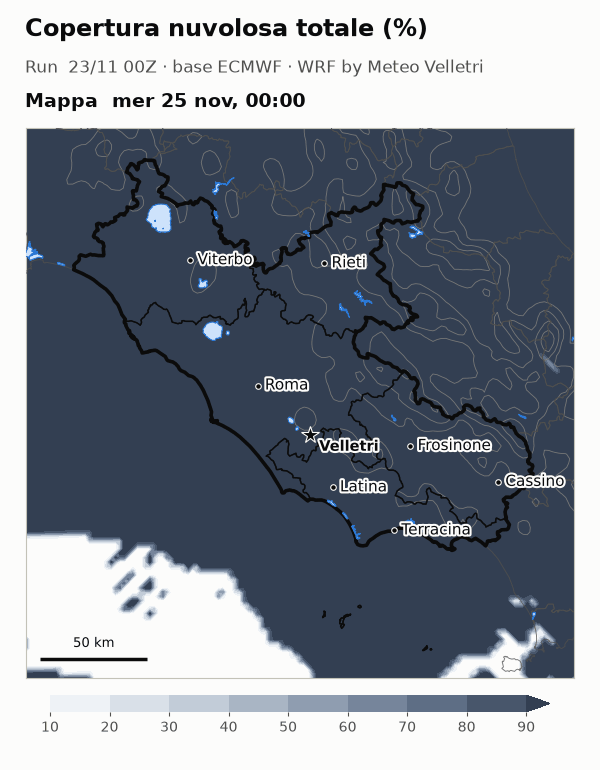 Copertura nuvolosa totale (%)
Run  23/11 00Z · base ECMWF · WRF by Meteo Velletri
Mappa  mer 25 nov, 00:00
Viterbo
Rieti
Roma
Velletri
Frosinone
Cassino
Latina
Terracina
50 km
10 20 30 40 50 60 70 80 90